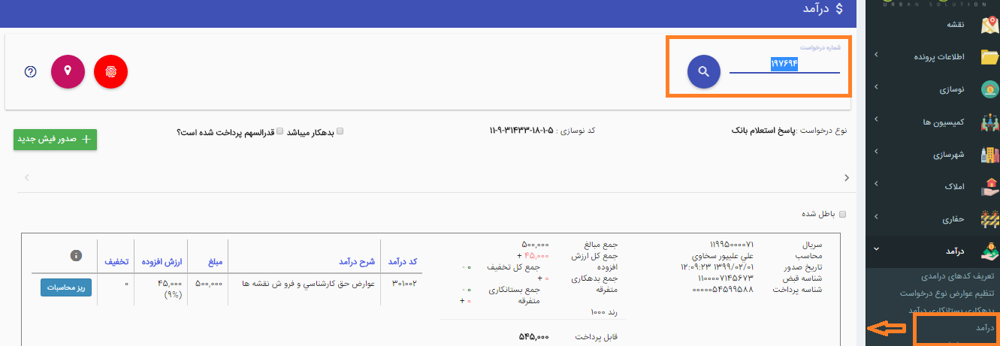 URBAN SOLUTION
نقشه
اطلاعات پرونده
نوسازی
کمیسیون ها
شهرسازی
املاک
حفاری
درآمد
تعریف کدهای درامدی
تنظیم عوارض نوع درخواست
بدهکاری بستانکاری درآمد
درآمد
$ درآمد
شماره درخواست
۱۹۷۶۹۴
نوع درخواست :پاسخ استعلام بانک
کد نوسازی : ۱۱-۹-۳۱۴۳۳-۱۸-۱-۵
بدهکار میباشد
قدرالسهم پرداخت شده است؟
+ صدور فیش جدید
باطل شده
سریال ۱۱۹۹۵۰۰۰۰۷۱
محاسب علي عليپور سخاوي
تاریخ صدور ۱۳۹۹/۰۲/۰۱ ۱۲:۰۹:۲۳
شناسه قبض ۱۱۰۰۰۰۷۱۴۵۶۷۳
شناسه پرداخت ۰۰۰۰۰۵۴۵۹۹۵۸۸
جمع مبالغ ۵۰۰,۰۰۰
جمع کل ارزش افزوده ۴۵,۰۰۰ +
جمع کل تخفیف ۰ -
جمع بدهکاری متفرقه ۰ +
جمع بستانکاری متفرقه ۰ -
۰ +
رند ۱۰۰۰
قابل پرداخت ۵۴۵,۰۰۰
کد درآمد شرح درآمد مبلغ ارزش افزوده تخفیف
۳۰۱۰۰۲ عوارض حق کارشناسي و فرو ش نقشه ها ۵۰۰,۰۰۰ ۴۵,۰۰۰ ۰ ریز محاسبات
(۹%)